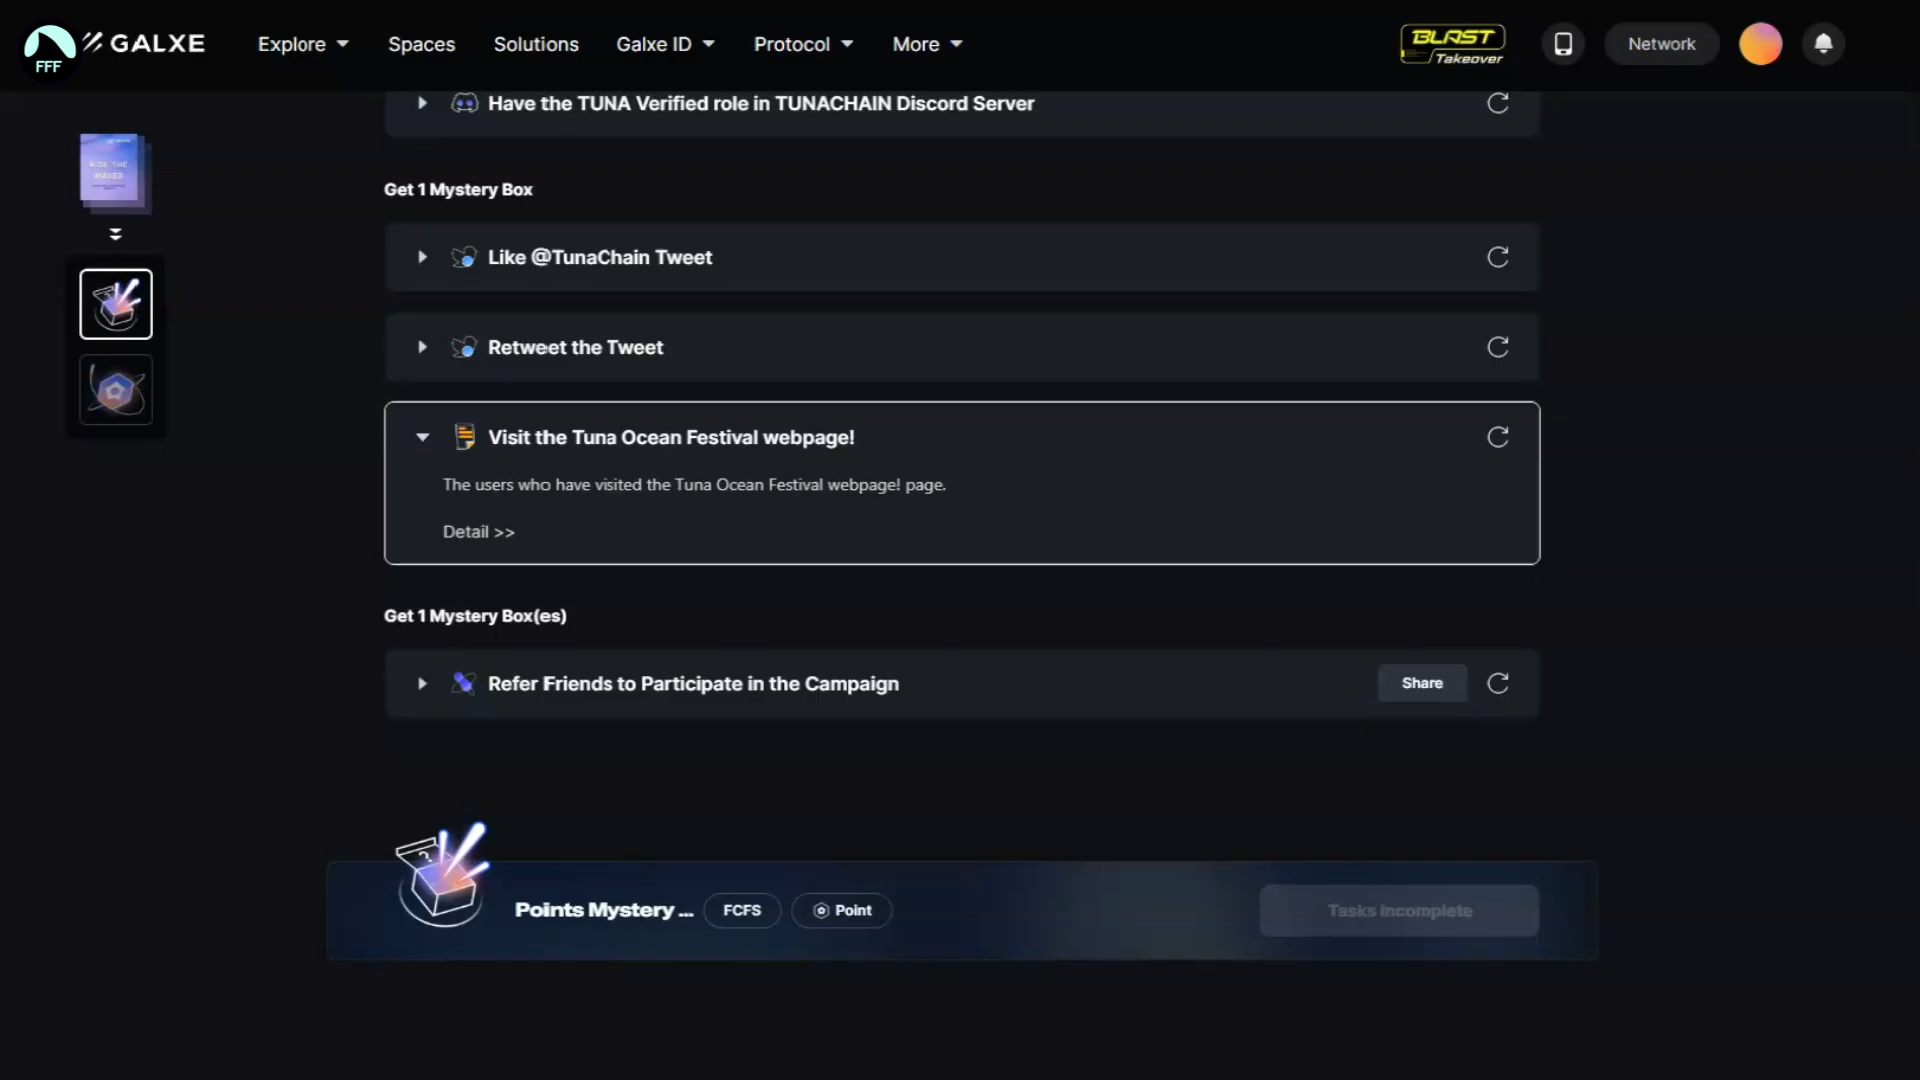 FFF
GALXE
Explore
Spaces
Solutions
Galxe ID
Protocol
More
BLAST
Takeover
Network
Have the TUNA Verified role in TUNACHAIN Discord Server
RIDE THE
WAVES
Get 1 Mystery Box
Like @TunaChain Tweet
Retweet the Tweet
Visit the Tuna Ocean Festival webpage!
The users who have visited the Tuna Ocean Festival webpage! page.
Detail >>
Get 1 Mystery Box(es)
Refer Friends to Participate in the Campaign
Share
?
Points Mystery ...
FCFS
Point
Tasks Incomplete